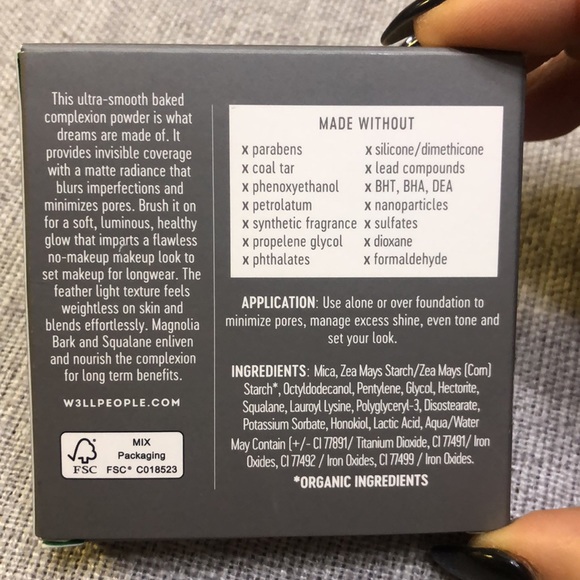 This ultra-smooth baked
complexion powder is what
dreams are made of. It
provides invisible coverage
with a matte radiance that
blurs imperfections and
minimizes pores. Brush it on
for a soft, luminous, healthy
glow that imparts a flawless
no-makeup makeup look to
set makeup for longwear. The
feather light texture feels
weightless on skin and
blends effortlessly. Magnolia
Bark and Squalane enliven
and nourish the complexion
for long term benefits.
W3LLPEOPLE.COM
FSC
MIX
Packaging
FSC® C018523
MADE WITHOUT
x parabens
x coal tar
x phenoxyethanol
x petrolatum
x synthetic fragrance
x propelene glycol
x phthalates
x silicone/dimethicone
x lead compounds
x BHT, BHA, DEA
x nanoparticles
x sulfates
x dioxane
x formaldehyde
APPLICATION: Use alone or over foundation to
minimize pores, manage excess shine, even tone and
set your look.
INGREDIENTS: Mica, Zea Mays Starch/Zea Mays (Corn)
Starch*, Octyldodecanol, Pentylene, Glycol, Hectorite,
Squalane, Lauroyl Lysine, Polyglyceryl-3, Disostearate,
Potassium Sorbate, Honokiol, Lactic Acid, Aqua/Water
May Contain (+/- CI 77891/ Titanium Dioxide, CI 77491/ Iron
Oxides, CI 77492 / Iron Oxides, CI 77499 / Iron Oxides.
*ORGANIC INGREDIENTS